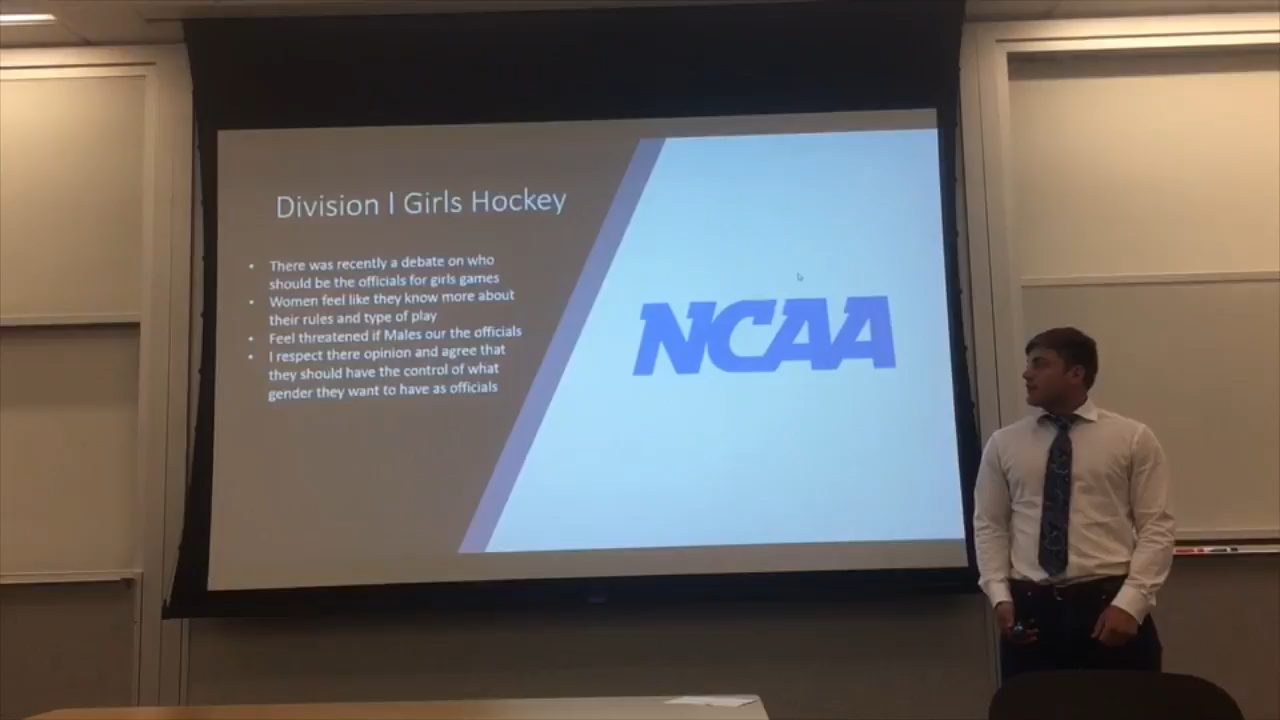 Division I Girls Hockey
• There was recently a debate on who
should be the officials for girls games
• Women feel like they know more about
their rules and type of play
• Feel threatened if Males our the officials
• I respect there opinion and agree that
they should have the control of what
gender they want to have as officials
NCAA